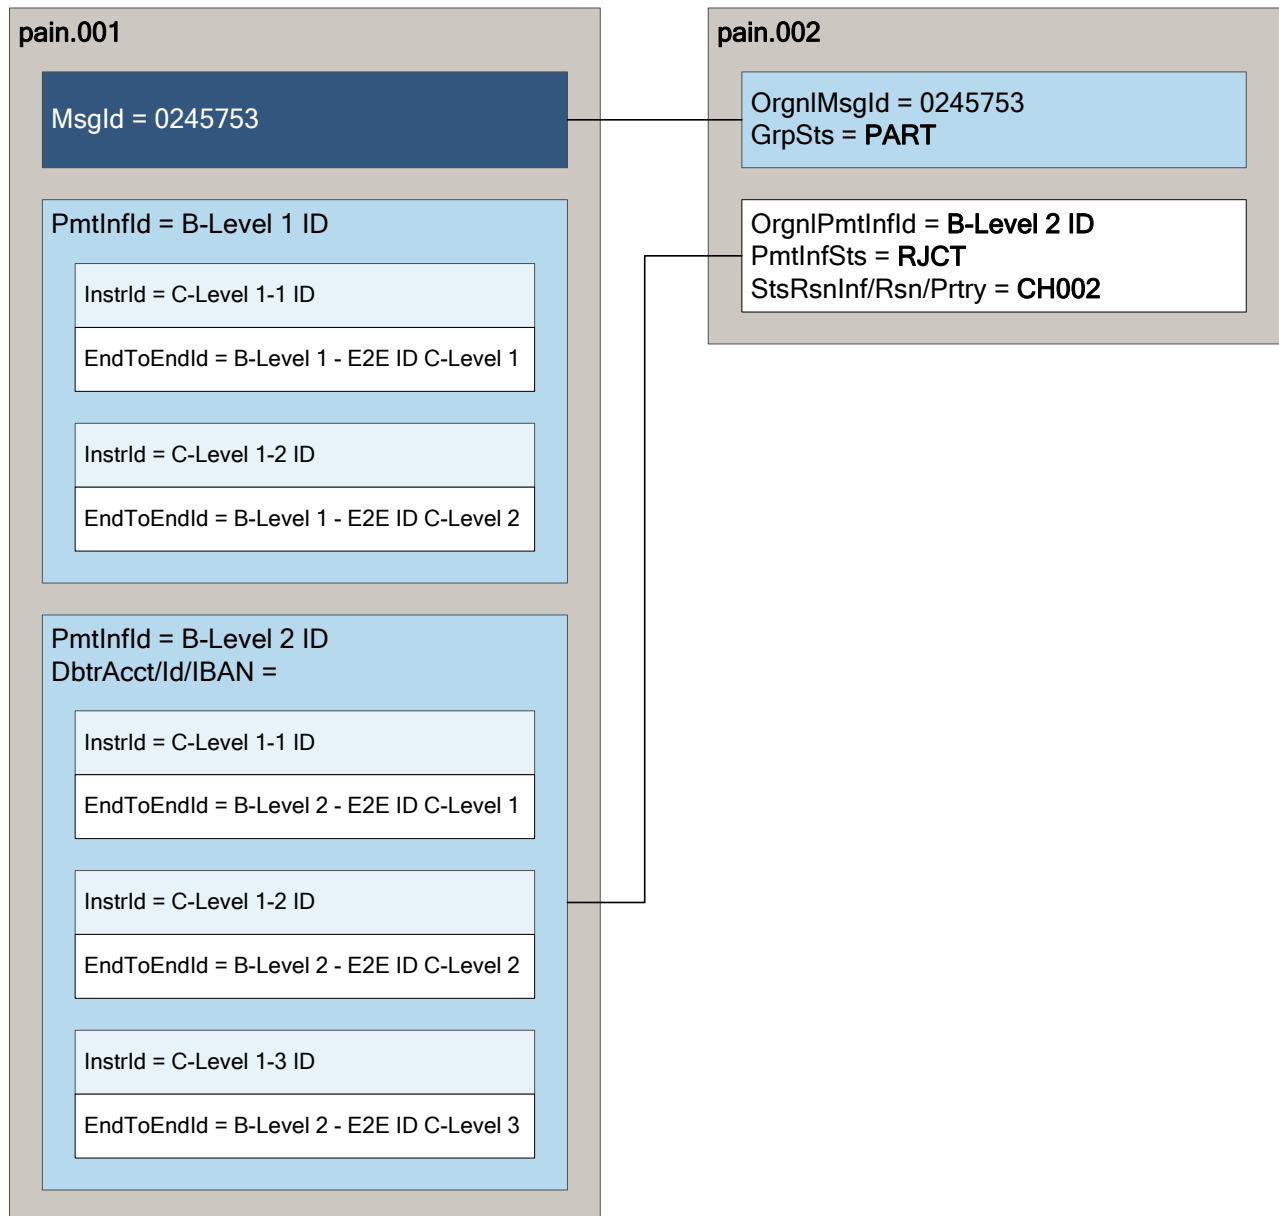 pain.001
MsgId = 0245753
PmtInfId = B-Level 1 ID
InstrId = C-Level 1-1 ID
EndToEndId = B-Level 1 - E2E ID C-Level 1
InstrId = C-Level 1-2 ID
EndToEndId = B-Level 1 - E2E ID C-Level 2
PmtInfId = B-Level 2 ID
DbtrAcct/Id/IBAN =
InstrId = C-Level 1-1 ID
EndToEndId = B-Level 2 - E2E ID C-Level 1
InstrId = C-Level 1-2 ID
EndToEndId = B-Level 2 - E2E ID C-Level 2
InstrId = C-Level 1-3 ID
EndToEndId = B-Level 2 - E2E ID C-Level 3
pain.002
OrgnlMsgId = 0245753
GrpSts = PART
OrgnlPmtInfId = B-Level 2 ID
PmtInfSts = RJCT
StsRsnInf/Rsn/Prtry = CH002